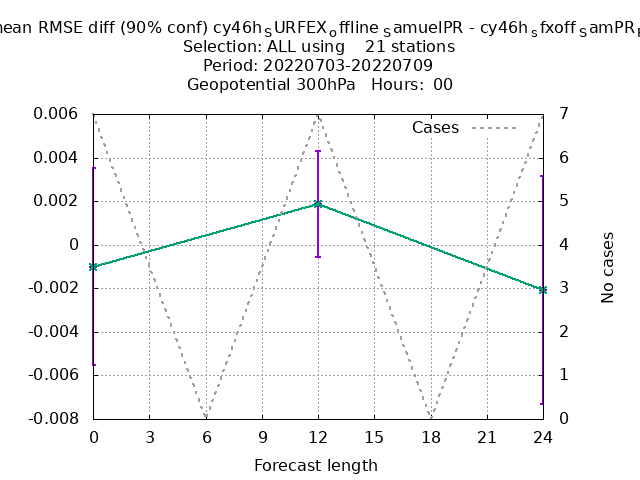 nean RMSE diff (90% conf) cy46h_SURFEX_offline_SamuelPR - cy46h_sfxoff_SamPR
Selection: ALL using    21 stations
Period: 20220703-20220709
Geopotential 300hPa   Hours:  00
Cases
0.006
0.004
0.002
0
-0.002
-0.004
-0.006
-0.008
7
6
5
4
3
2
1
0
No cases
0 3 6 9 12 15 18 21 24
Forecast length